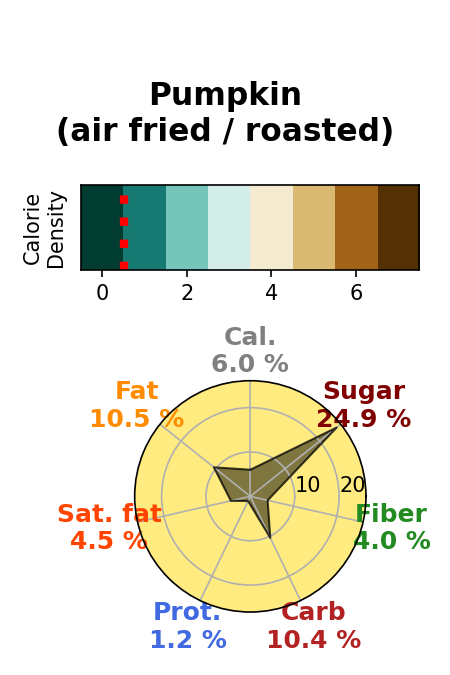 Pumpkin
(air fried / roasted)
Calorie
Density
0 2 4 6
Cal.
6.0 %
Fat
10.5 %
Sugar
24.9 %
10 20
Sat. fat
4.5 %
Fiber
4.0 %
Prot.
1.2 %
Carb
10.4 %